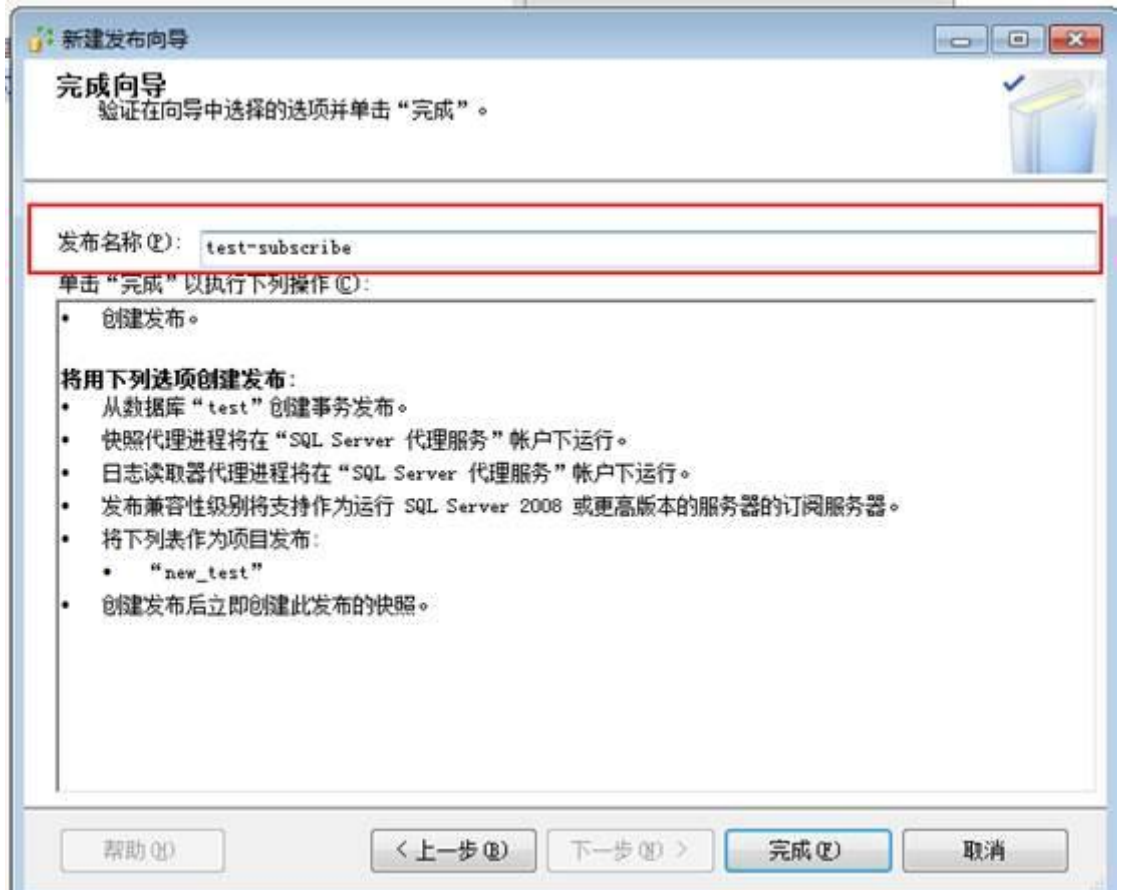 新建发布向导
完成向导
验证在向导中选择的选项并单击“完成”。
发布名称(P): test-subscribe
单击“完成”以执行下列操作(C):
• 创建发布。
将用下列选项创建发布:
• 从数据库“test”创建事务发布。
• 快照代理进程将在“SQL Server 代理服务”帐户下运行。
• 日志读取器代理进程将在“SQL Server 代理服务”帐户下运行。
• 发布兼容性级别将支持作为运行 SQL Server 2008 或更高版本的服务器的订阅服务器。
• 将下列表作为项目发布:
• “new_test”
• 创建发布后立即创建此发布的快照。
帮助(H) < 上一步(B) 下一步(N) > 完成(F) 取消